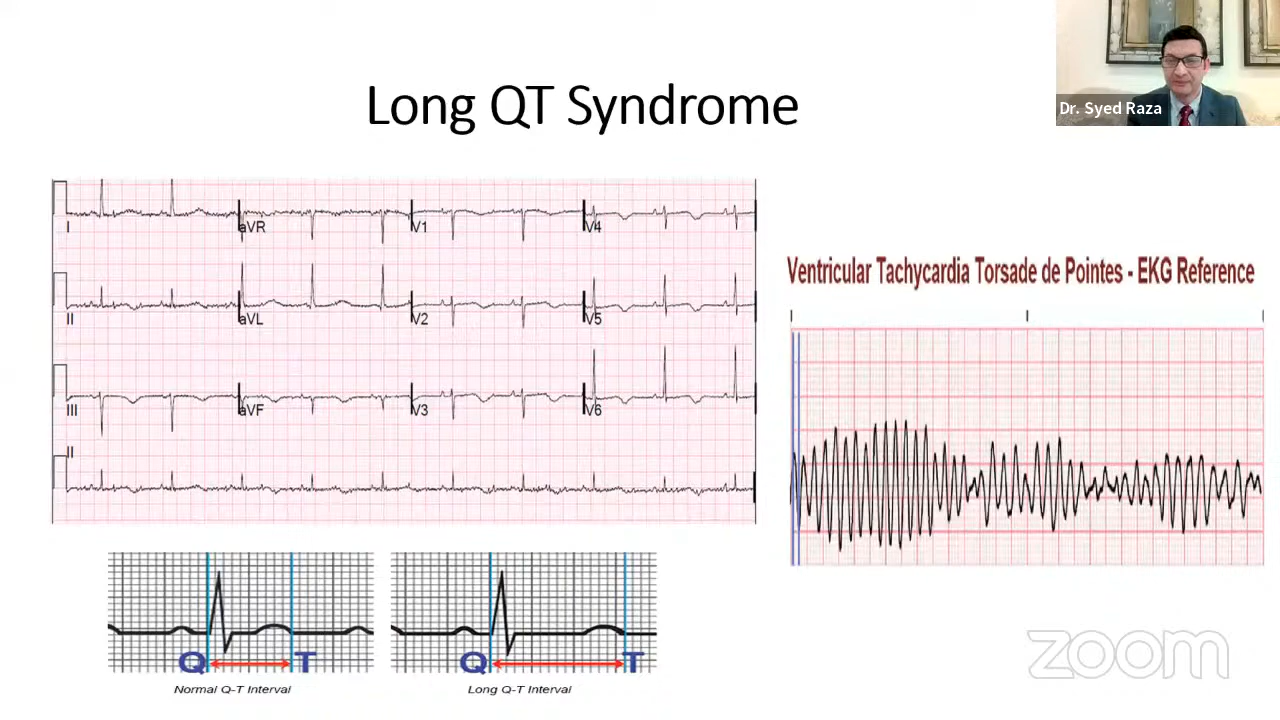 Long QT Syndrome
Dr. Syed Raza
I
aVR
V1
V4
II
aVL
V2
V5
III
aVF
V3
V6
II
Ventricular Tachycardia Torsade de Pointes - EKG Reference
Q
T
Normal Q-T Interval
Q
T
Long Q-T Interval
zoom